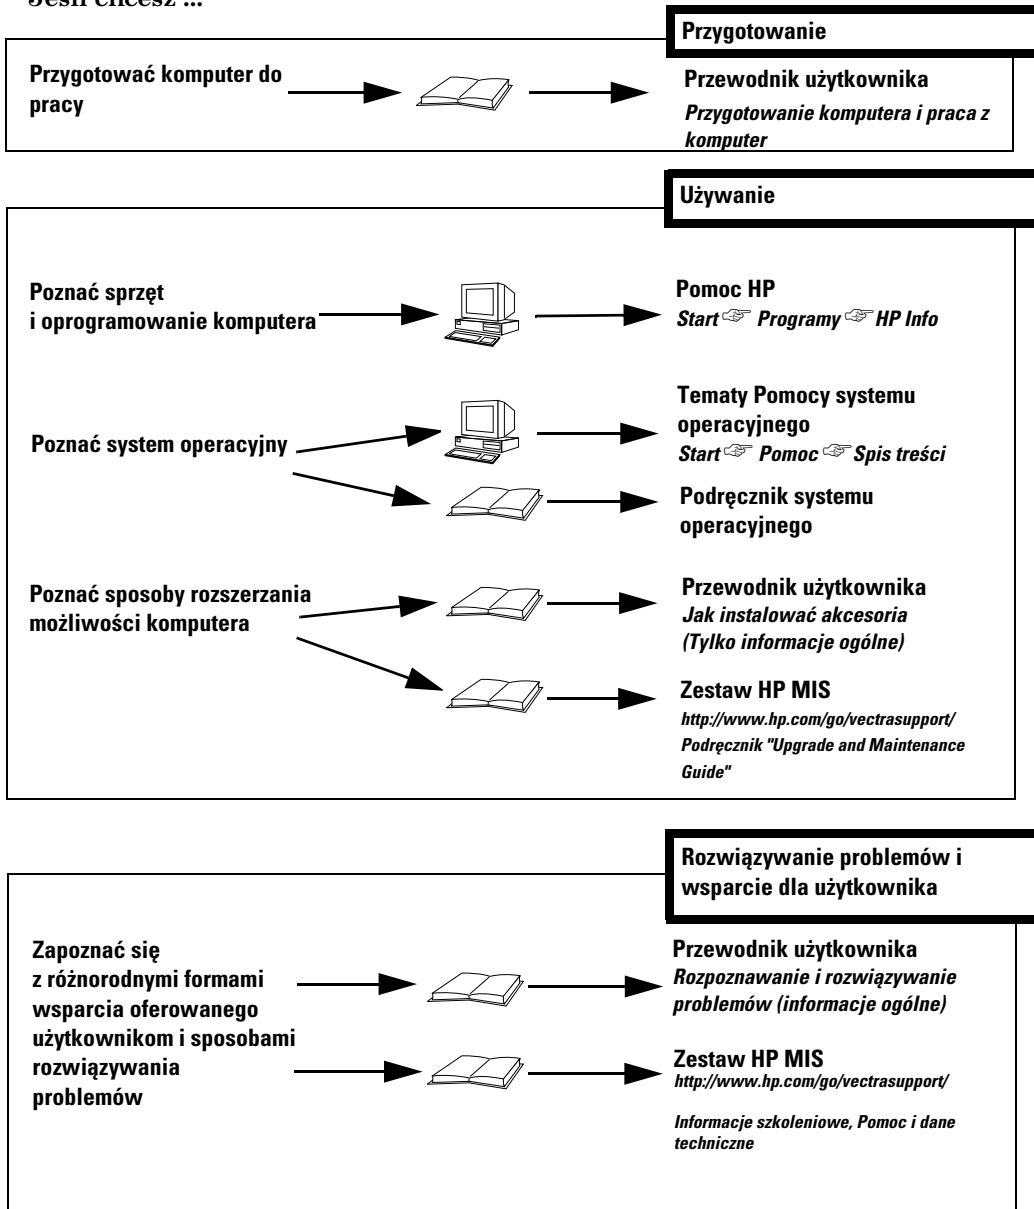 Jeśli chcesz ...
Przygotowanie
Przygotować komputer do
pracy
Przewodnik użytkownika
Przygotowanie komputera i praca z
komputer
Używanie
Poznać sprzęt
i oprogramowanie komputera
Pomoc HP
Start ☞ Programy ☞ HP Info
Poznać system operacyjny
Tematy Pomocy systemu
operacyjnego
Start ☞ Pomoc ☞ Spis treści
Podręcznik systemu
operacyjnego
Poznać sposoby rozszerzania
możliwości komputera
Przewodnik użytkownika
Jak instalować akcesoria
(Tylko informacje ogólne)
Zestaw HP MIS
http://www.hp.com/go/vectrasupport/
Podręcznik "Upgrade and Maintenance
Guide"
Rozwiązywanie problemów i
wsparcie dla użytkownika
Zapoznać się
z różnorodnymi formami
wsparcia oferowanego
użytkownikom i sposobami
rozwiązywania
problemów
Przewodnik użytkownika
Rozpoznawanie i rozwiązywanie
problemów (informacje ogólne)
Zestaw HP MIS
http://www.hp.com/go/vectrasupport/
Informacje szkoleniowe, Pomoc i dane
techniczne